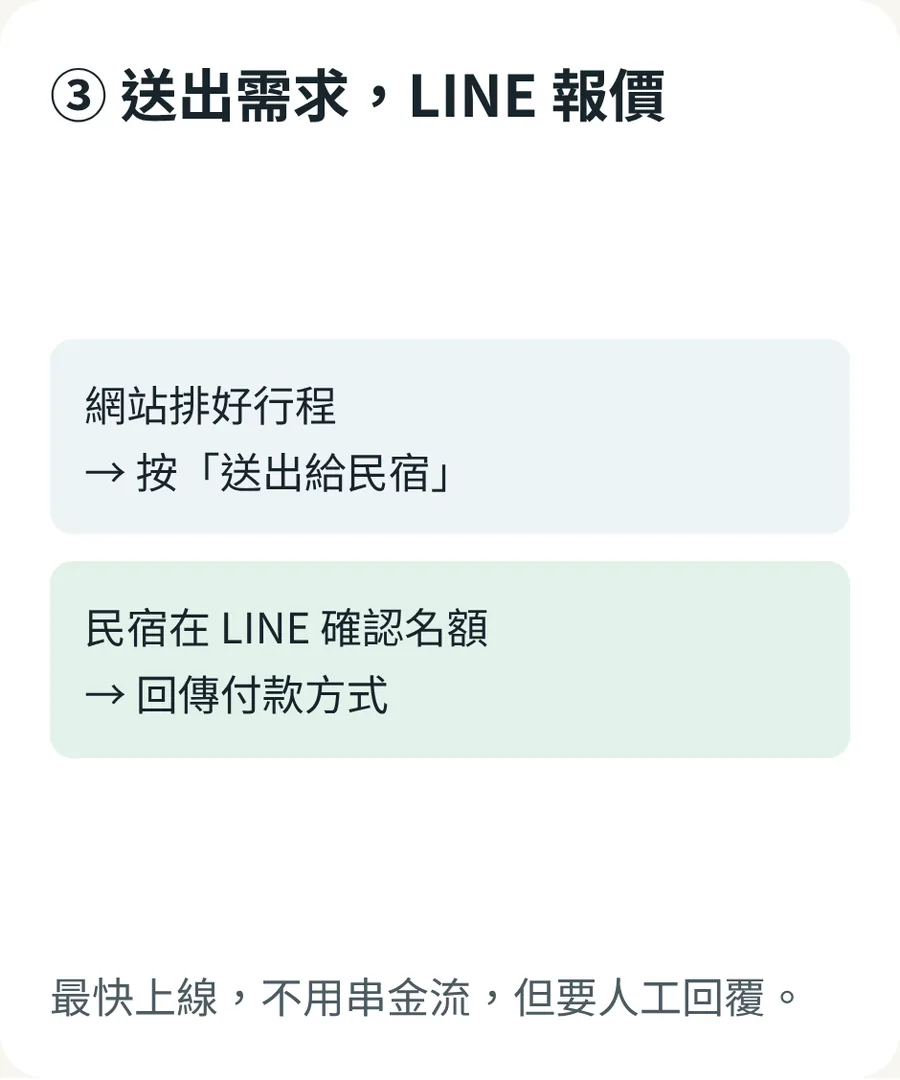 ③ 送出需求，LINE 報價
網站排好行程
→ 按「送出給民宿」
民宿在 LINE 確認名額
→ 回傳付款方式
最快上線，不用串金流，但要人工回覆。